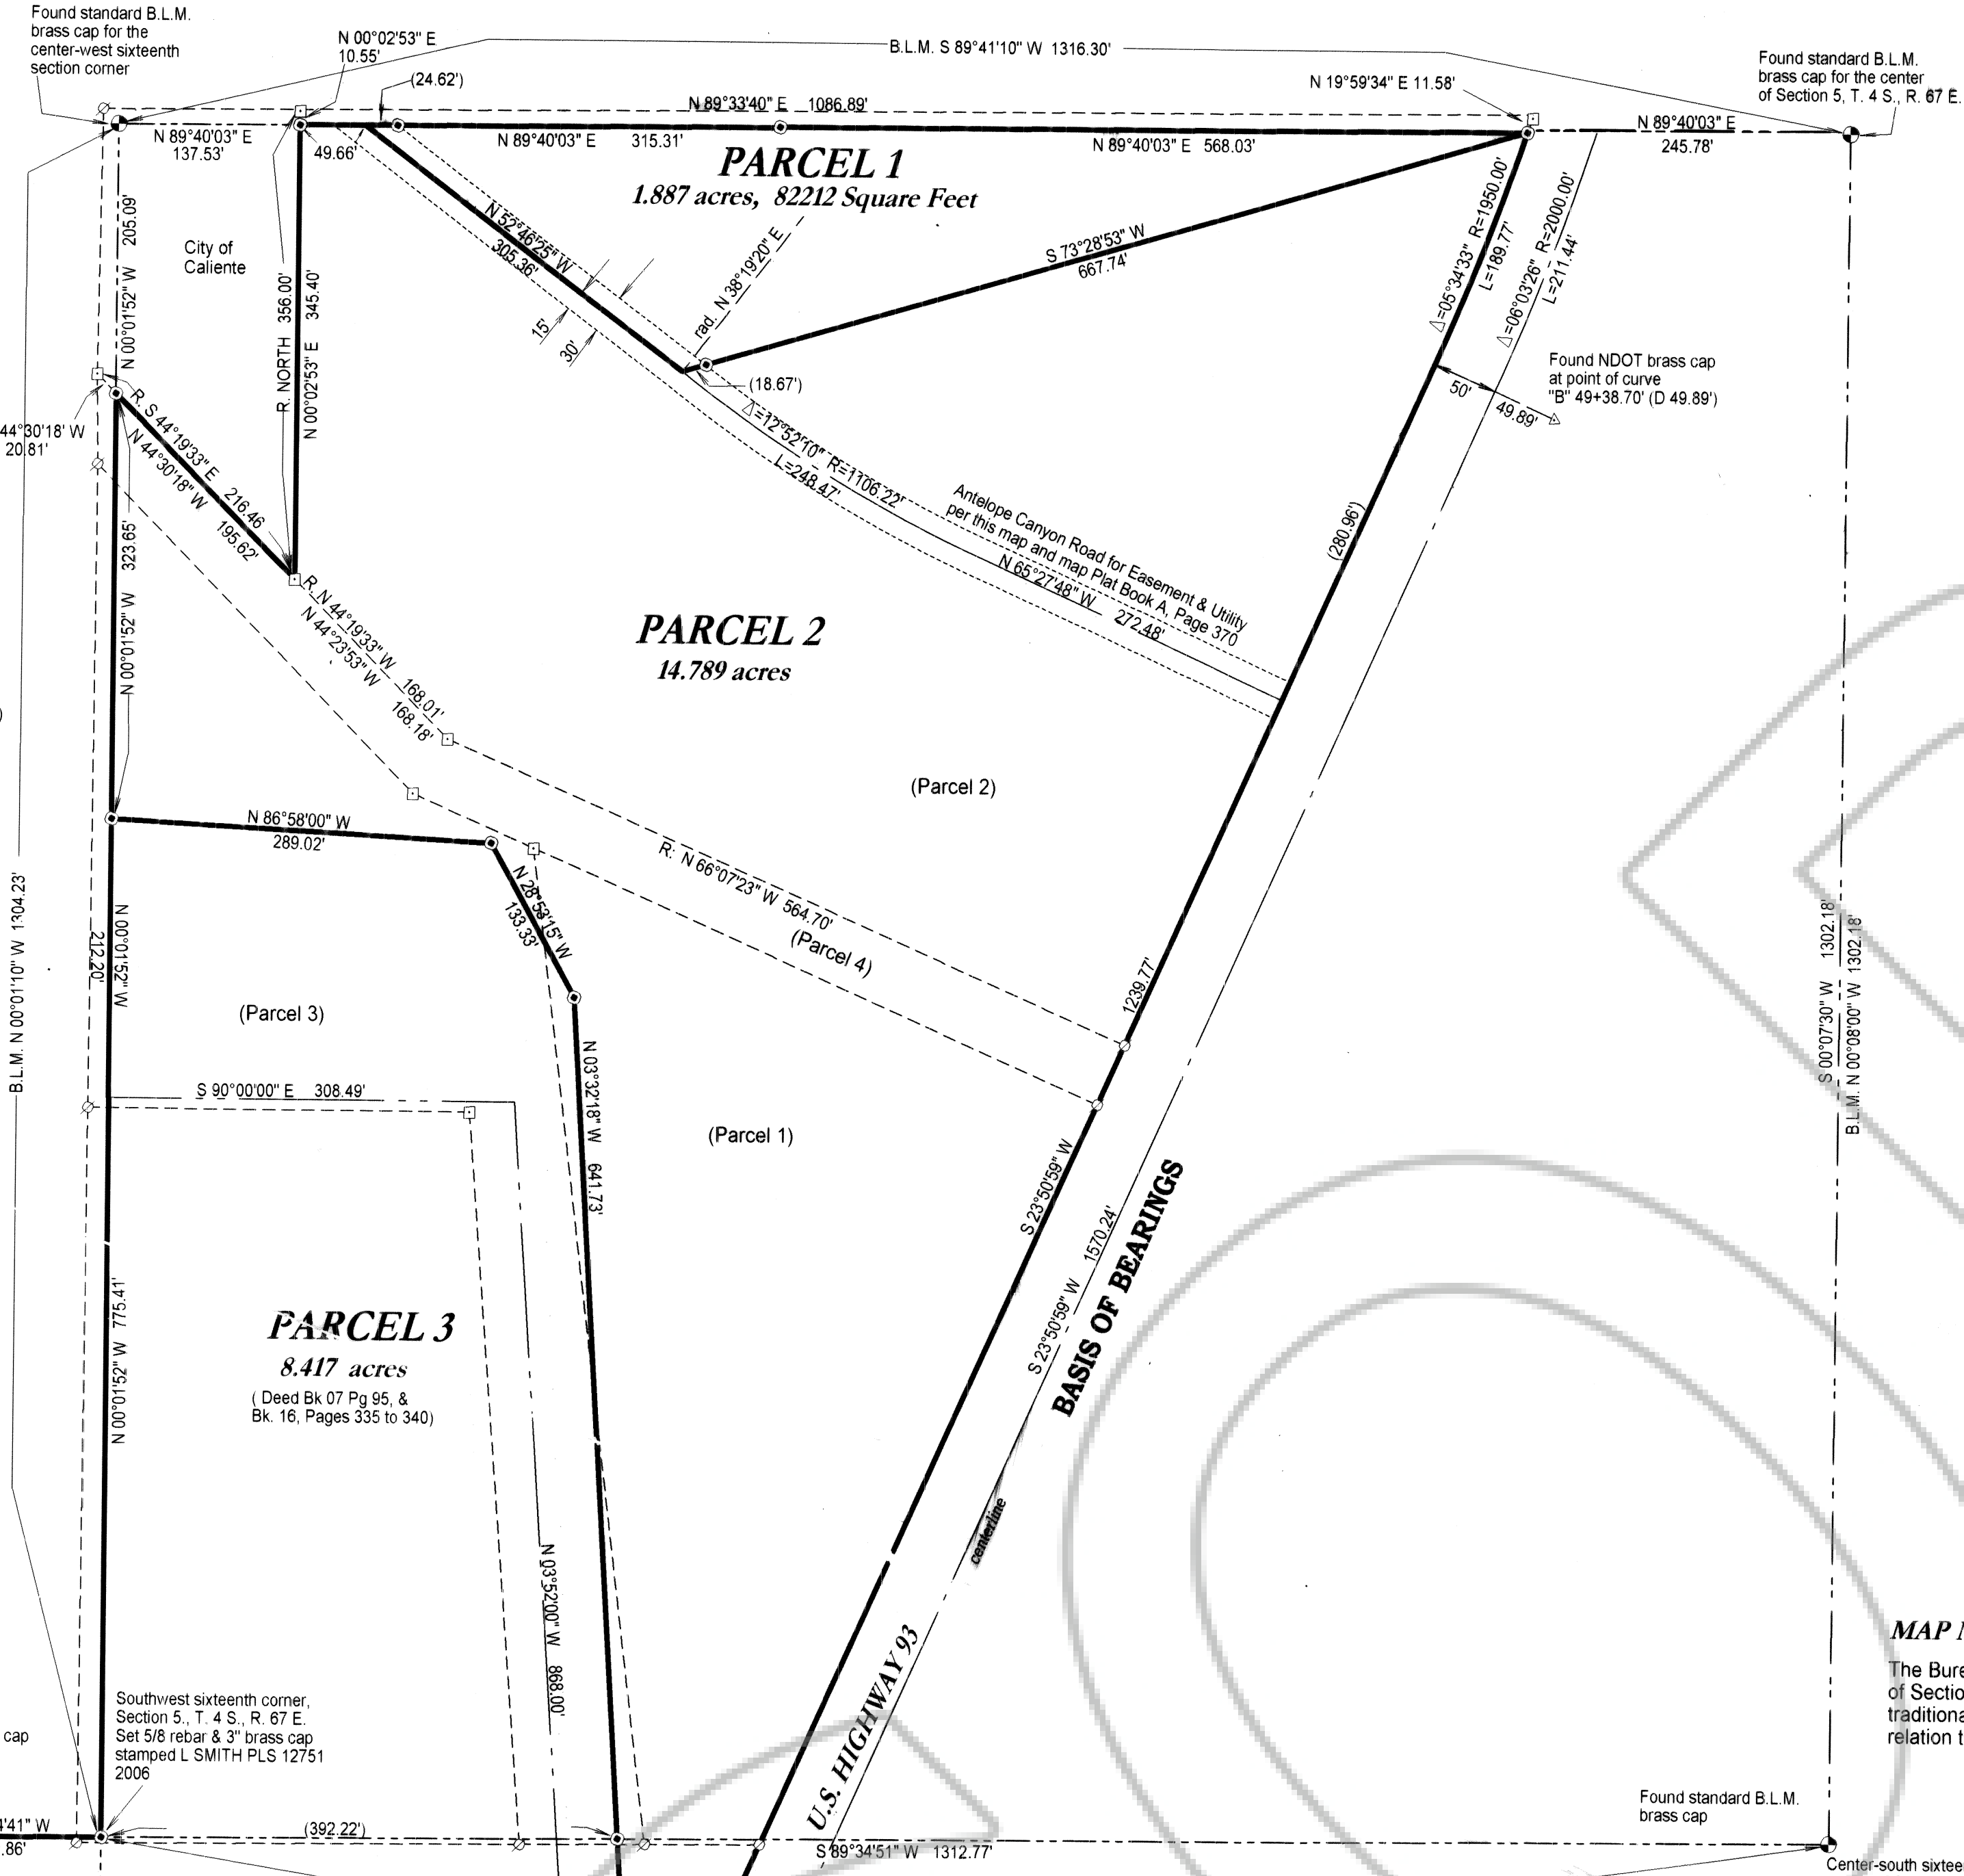 Found standard B.L.M.
brass cap for the
center-west sixteenth
section corner
N 00°02'53" E
10.55'
(24.62')
B.L.M. S 89°41'10" W 1316.30'
N 19°59'34" E 11.58'
Found standard B.L.M.
brass cap for the center
of Section 5, T. 4 S., R. 67 E.
N 89°33'40" E 1086.89'
N 89°40'03" E
137.53'
49.66'
N 89°40'03" E 315.31'
N 89°40'03" E 568.03'
N 89°40'03" E
245.78'
PARCEL 1
1.887 acres, 82212 Square Feet
N 00°01'52" W 205.09'
City of
Caliente
R. NORTH 356.00'
N 00°02'53" E 345.40'
N 52°46'25" W
305.36'
rad. N 38°19'20" E
S 73°28'53" W
667.74'
△=05°34'33" R=1950.00'
L=189.77'
△=06°03'26" R=2000.00'
L=211.44'
15'
30'
(18.67')
Found NDOT brass cap
at point of curve
"B" 49+38.70' (D 49.89')
50'
49.89'
44°30'18" W
20.81'
R. S 44°19'33" E 216.46
N 44°30'18" W 195.62'
△=12°52'10" R=1106.22'
L=248.47'
Antelope Canyon Road for Easement & Utility
per this map and map Plat Book A, Page 370
N 65°27'48" W 272.48'
(280.96')
N 00°01'52" W 323.65'
R. N 44°19'33" W 168.01'
N 44°23'53" W 168.18'
PARCEL 2
14.789 acres
)
(Parcel 2)
N 86°58'00" W
289.02'
N 28°53'15" W
133.33'
R: N 66°07'23" W 564.70'
(Parcel 4)
1239.77'
B.L.M. N 00°01'10" W 1304.23'
212.20'
N 00°01'52" W
S 00°07'30" W 1302.18'
B.L.M. N 00°08'00" W 1302.18'
(Parcel 3)
S 90°00'00" E 308.49'
N 03°32'18" W 641.73'
(Parcel 1)
S 23°50'59" W
S 23°50'59" W 1570.24'
BASIS OF BEARINGS
N 00°01'52" W 775.41'
PARCEL 3
8.417 acres
( Deed Bk 07 Pg 95, &
Bk. 16, Pages 335 to 340)
centerline
N 03°52'00" W 868.00'
U.S. HIGHWAY 93
MAP
The Bure
of Sectio
traditiona
relation t
Southwest sixteenth corner,
Section 5., T. 4 S., R. 67 E.
Set 5/8 rebar & 3" brass cap
stamped L SMITH PLS 12751
2006
cap
Found standard B.L.M.
brass cap
'41" W
.86'
(392.22')
S 89°34'51" W 1312.77'
Center-south sixtee